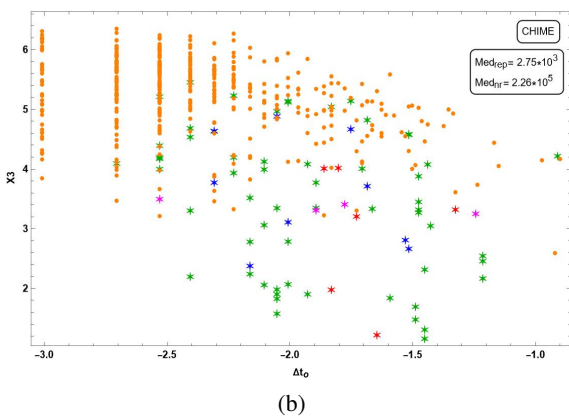 (b)
CHIME
Med_rep = 2.75*10^3
Med_nr = 2.26*10^5
X3
6
5
4
3
2
-3.0 -2.5 -2.0 -1.5 -1.0
Δt_o
(b)